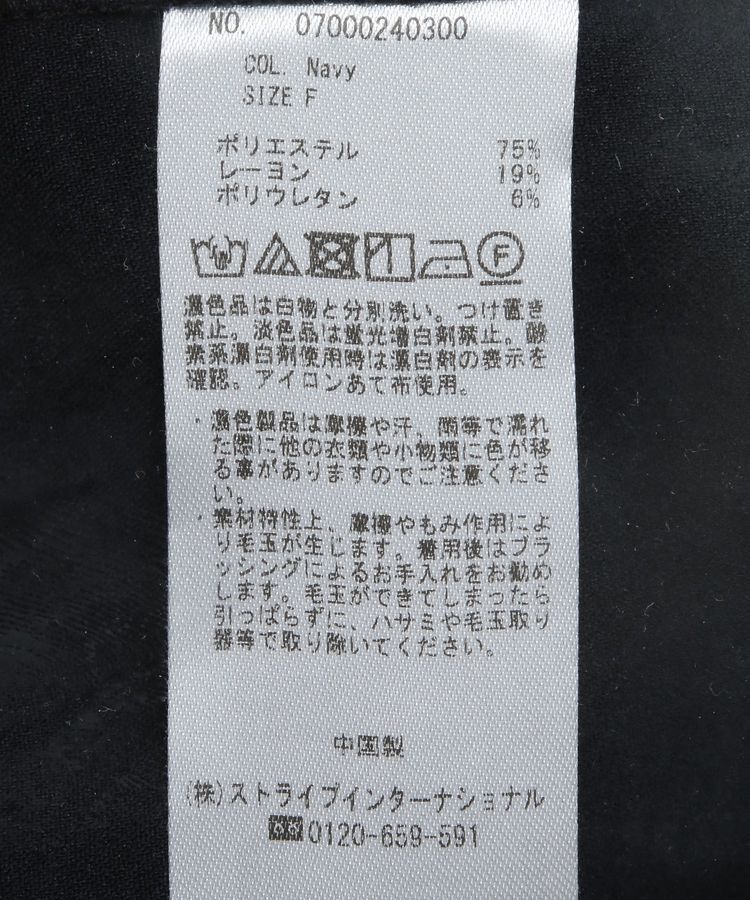 NO. 07000240300
COL. Navy
SIZE F
ポリエステル 75%
レーヨン 19%
ポリウレタン 6%
F
濃色品は白物と分別洗い。つけ置き
禁止。淡色品は蛍光増白剤禁止。酸
素系漂白剤使用時は漂白剤の表示を
確認。アイロンあて布使用。
・濃色製品は摩擦や汗、雨等で濡れ
た際に他の衣類や小物類に色が移
る事がありますのでご注意くださ
い。
・素材特性上、摩擦やもみ作用によ
り毛玉が生じます。着用後はブラ
ッシングによるお手入れをお勧め
します。毛玉ができてしまったら
引っぱらずに、ハサミや毛玉取り
器等で取り除いてください。
中国製
(株)ストライプインターナショナル
0120-659-591